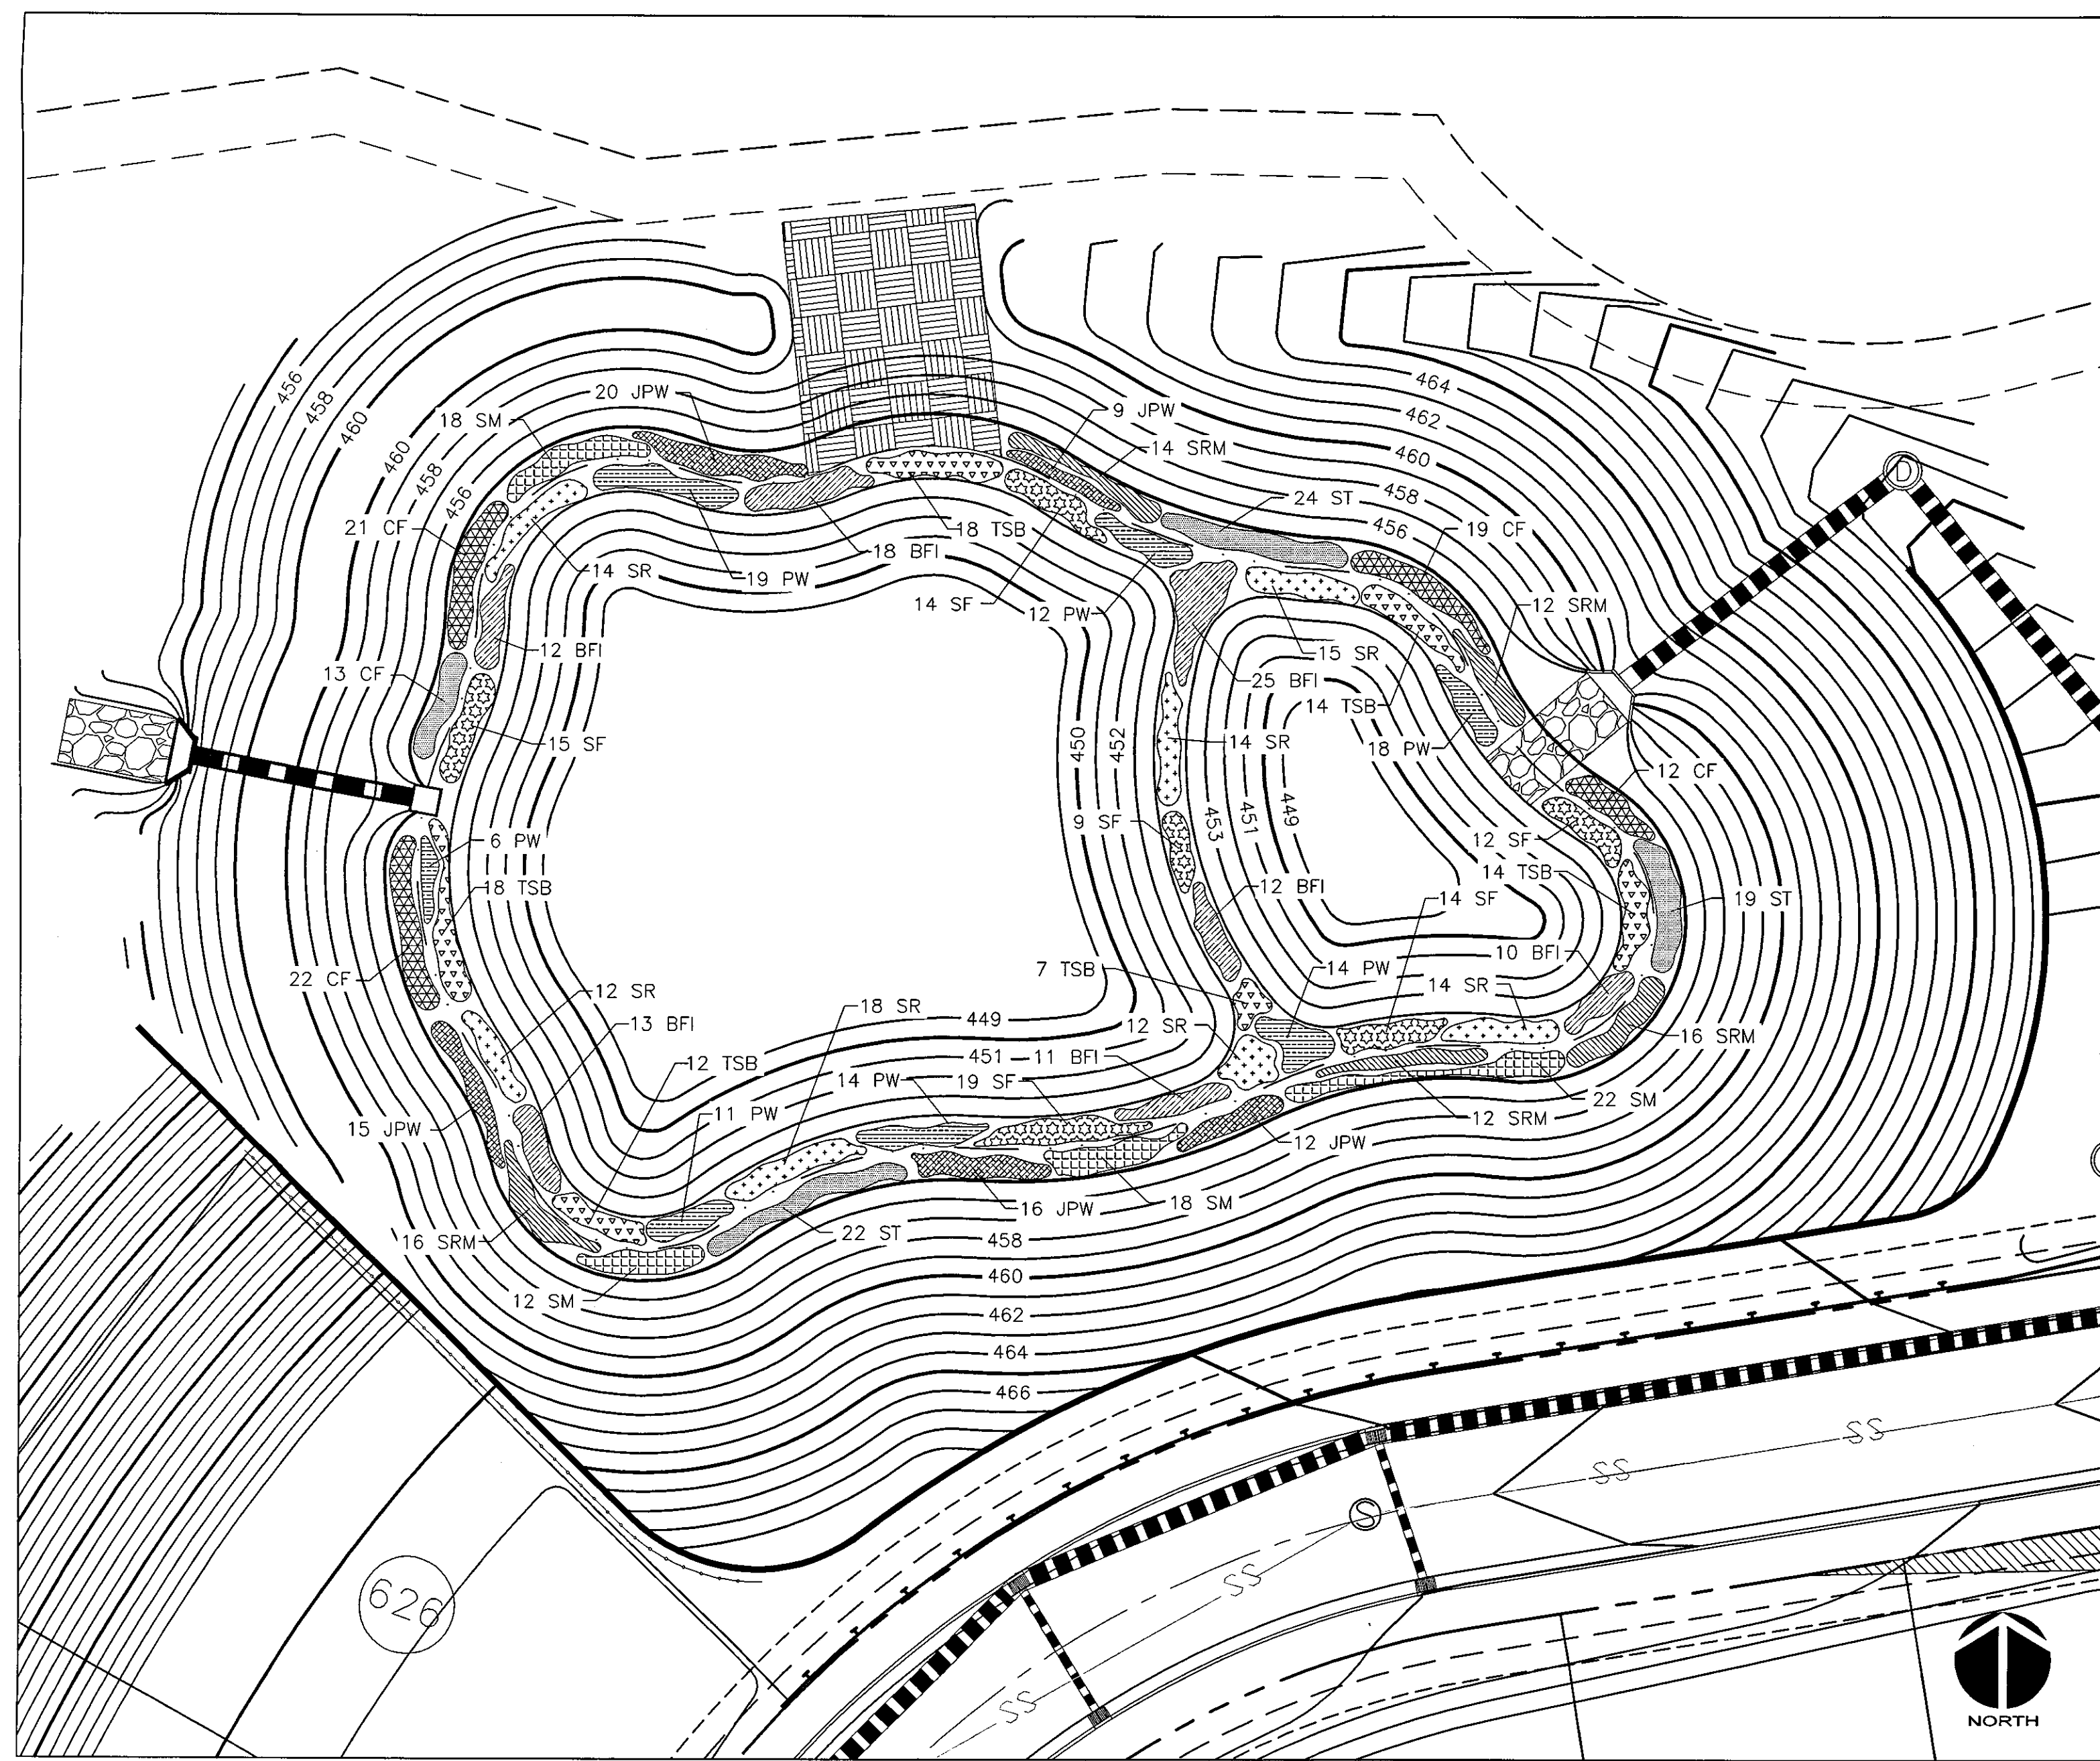 456
458
460
460
458
456
20 JPW
18 SM
9 JPW
14 SRM
464
462
460
458
456
24 ST
19 CF
D
21 CF
18 TSB
18 BFI
14 SR
19 PW
14 SF
12 PW
12 SRM
12 BFI
15 SR
13 CF
25 BFI
14 TSB
15 SF
14 SR
18 PW
450
452
12 CF
453
451
449
9 SF
6 PW
12 SF
18 TSB
14 TSB
12 BFI
14 SF
19 ST
10 BFI
22 CF
7 TSB
14 PW
12 SR
14 SR
18 SR
449
13 BFI
12 SR
16 SRM
12 TSB
451
11 BFI
14 PW
19 SF
22 SM
11 PW
12 SRM
15 JPW
12 JPW
16 JPW
18 SM
16 SRM
22 ST
458
12 SM
460
462
464
466
SS
SS
S
SS
626
SS
NORTH